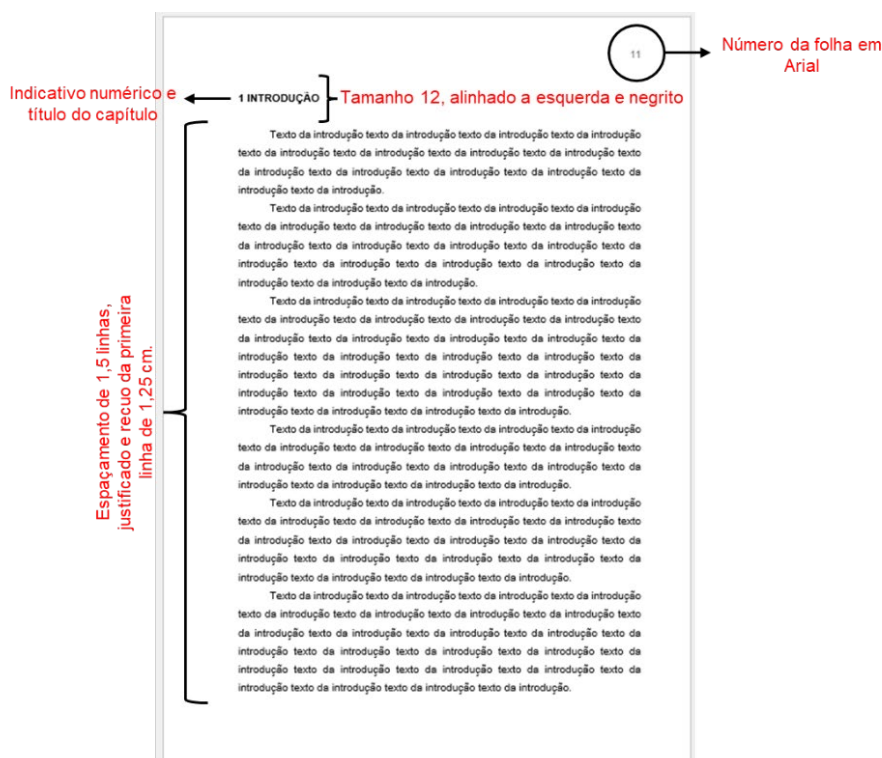 11
Número da folha em
Arial
Indicativo numérico e
título do capítulo
1 INTRODUÇÃO
Tamanho 12, alinhado a esquerda e negrito
Espaçamento de 1,5 linhas,
justificado e recuo da primeira
linha de 1,25 cm.
Texto da introdução texto da introdução texto da introdução texto da introdução
texto da introdução texto da introdução texto da introdução texto da introdução texto
da introdução texto da introdução texto da introdução texto da introdução texto da
introdução texto da introdução.
Texto da introdução texto da introdução texto da introdução texto da introdução
texto da introdução texto da introdução texto da introdução texto da introdução texto
da introdução texto da introdução texto da introdução texto da introdução texto da
introdução texto da introdução texto da introdução texto da introdução texto da
introdução texto da introdução texto da introdução.
Texto da introdução texto da introdução texto da introdução texto da introdução
texto da introdução texto da introdução texto da introdução texto da introdução texto
da introdução texto da introdução texto da introdução texto da introdução texto da
introdução texto da introdução texto da introdução texto da introdução texto da
introdução texto da introdução texto da introdução texto da introdução texto da
introdução texto da introdução texto da introdução texto da introdução texto da
introdução texto da introdução texto da introdução texto da introdução.
Texto da introdução texto da introdução texto da introdução texto da introdução
texto da introdução texto da introdução texto da introdução texto da introdução texto
da introdução texto da introdução texto da introdução texto da introdução texto da
introdução texto da introdução texto da introdução texto da introdução.
Texto da introdução texto da introdução texto da introdução texto da introdução
texto da introdução texto da introdução texto da introdução texto da introdução texto
da introdução texto da introdução texto da introdução texto da introdução texto da
introdução texto da introdução texto da introdução texto da introdução texto da
introdução texto da introdução texto da introdução texto da introdução.
Texto da introdução texto da introdução texto da introdução texto da introdução
texto da introdução texto da introdução texto da introdução texto da introdução texto
da introdução texto da introdução texto da introdução texto da introdução texto da
introdução texto da introdução texto da introdução texto da introdução texto da
introdução texto da introdução texto da introdução texto da introdução texto da
introdução texto da introdução texto da introdução texto da introdução.